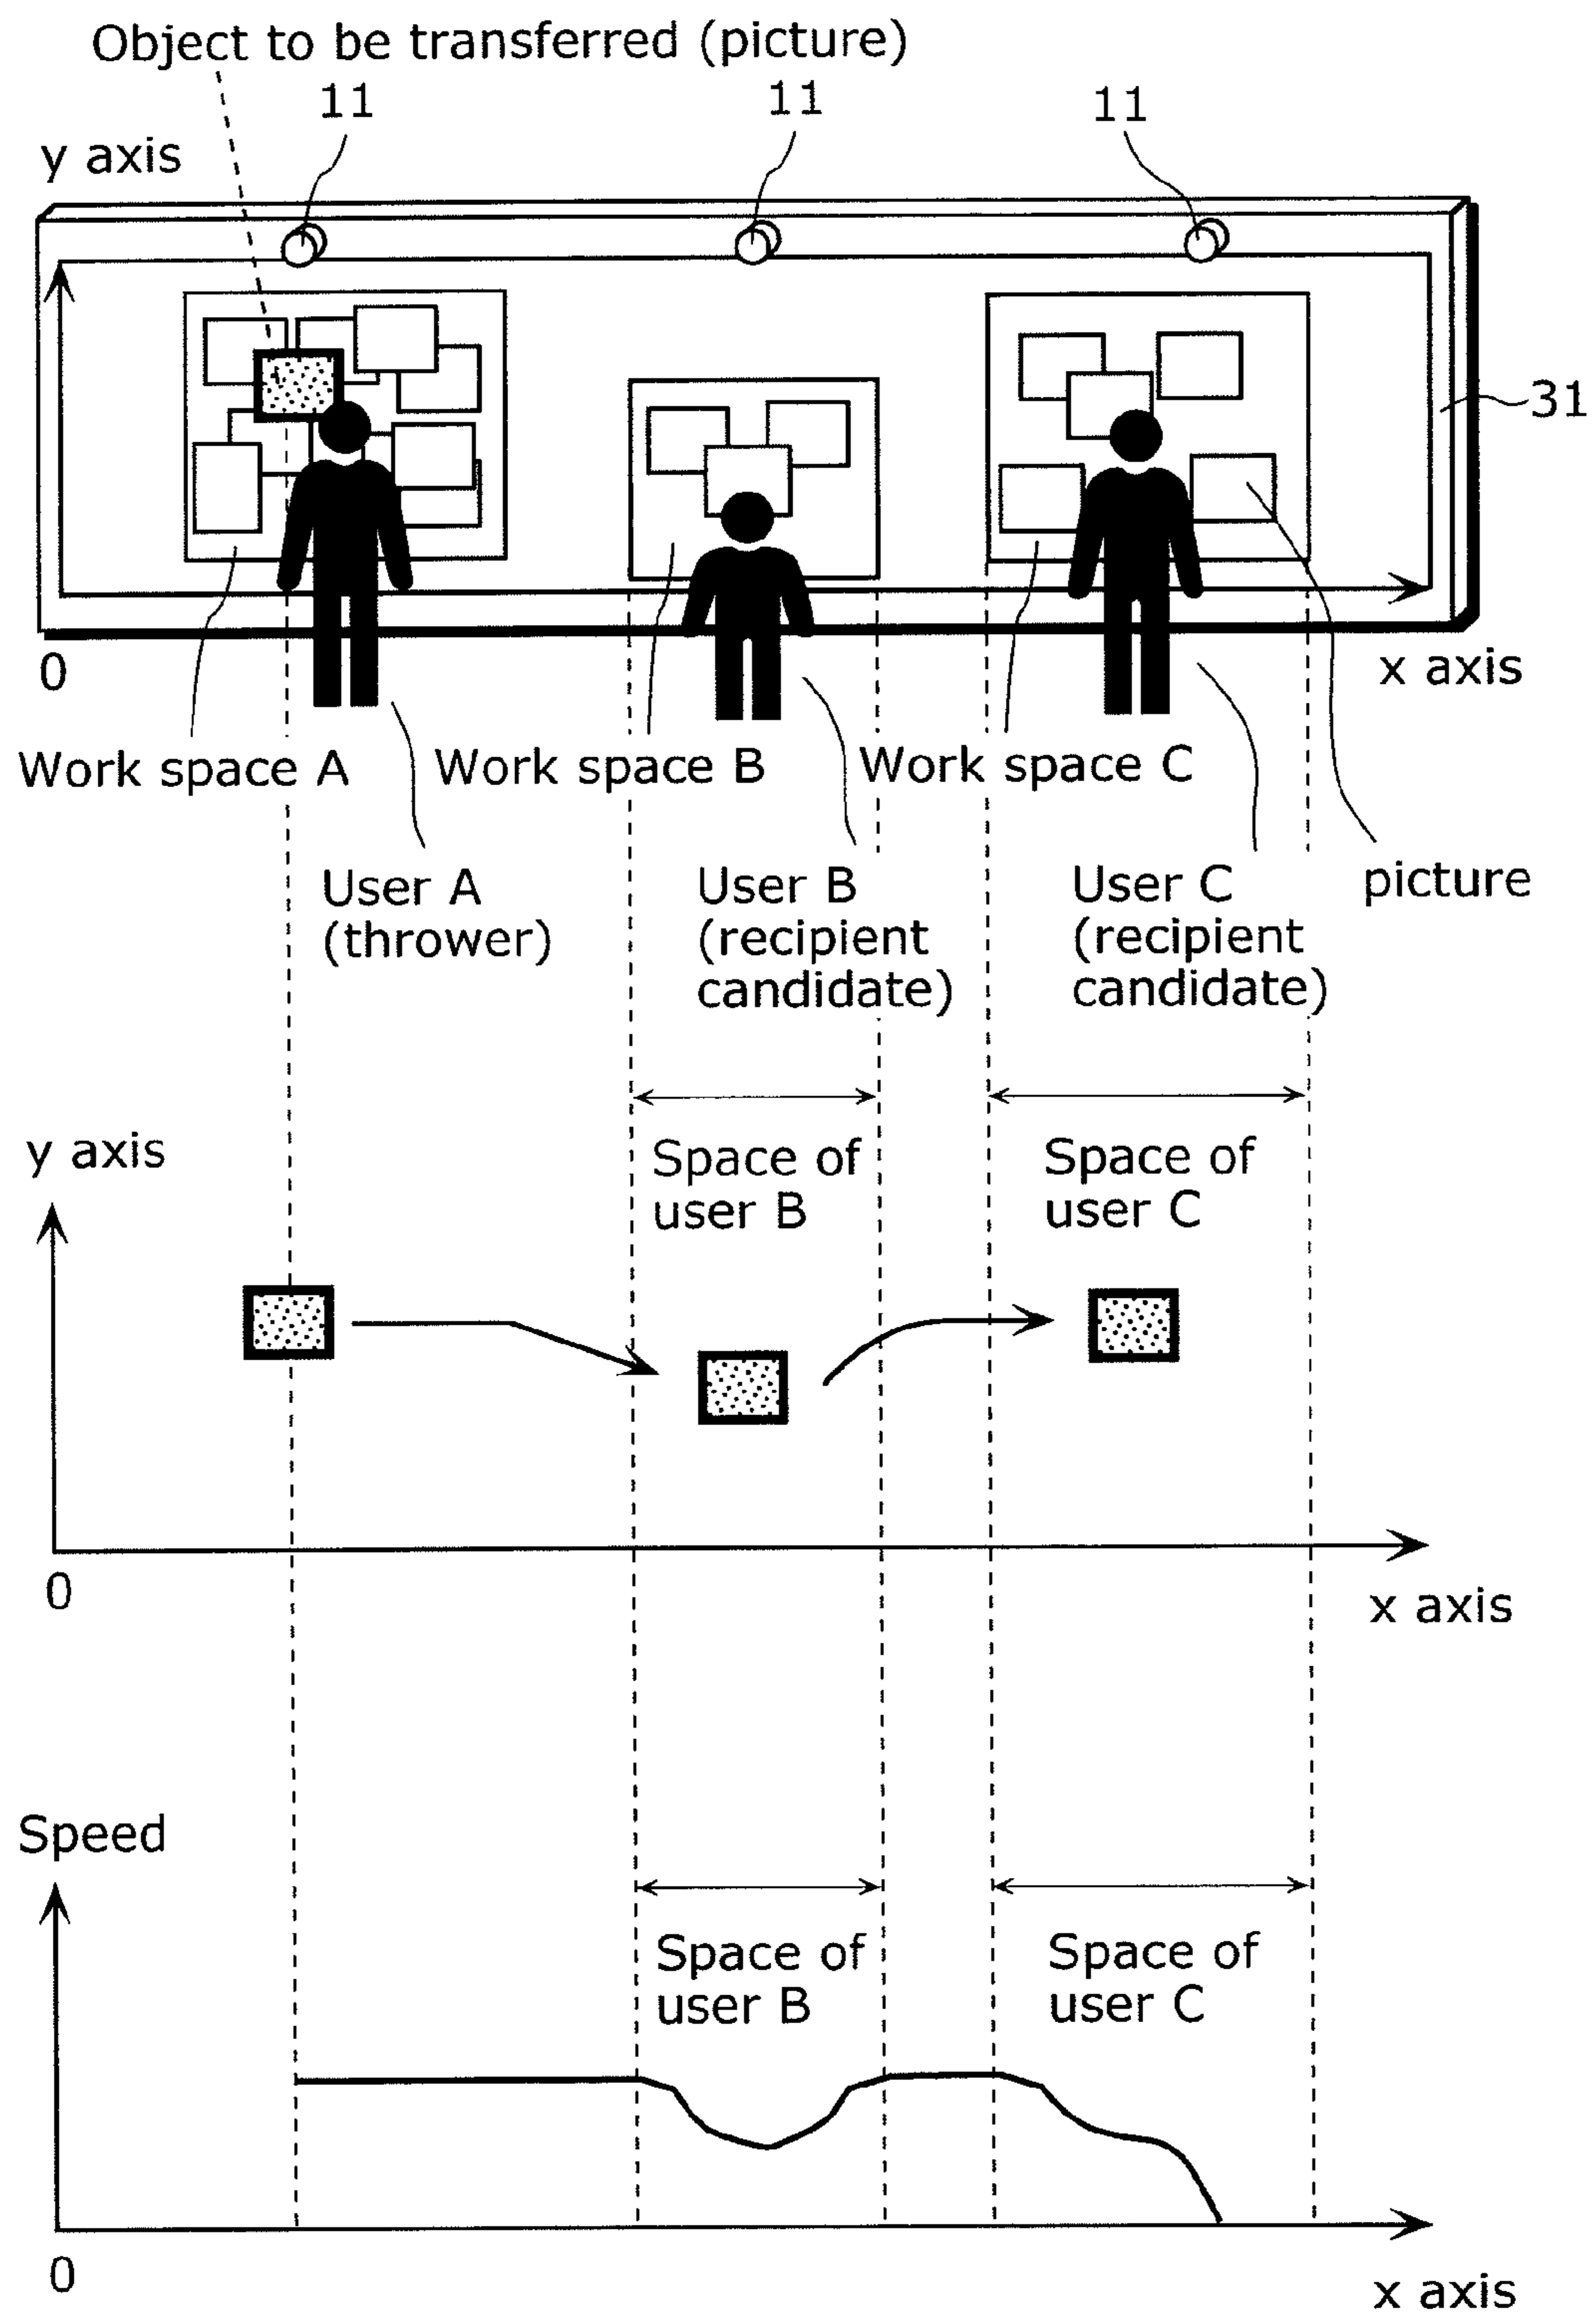 Object to be transferred (picture)
11
11
11
y axis
31
0
x axis
Work space A
Work space B
Work space C
User A
(thrower)
User B
(recipient
candidate)
User C
(recipient
candidate)
picture
y axis
Space of
user B
Space of
user C
0
x axis
Speed
Space of
user B
Space of
user C
0
x axis